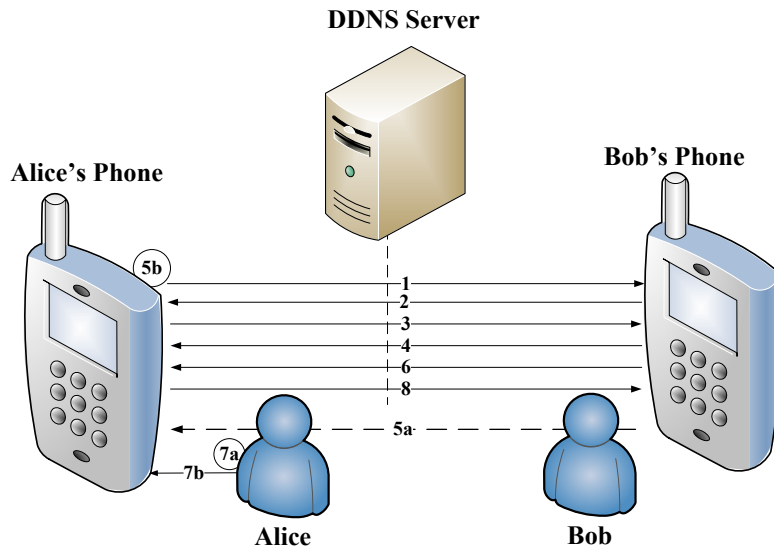 DDNS Server
Bob's Phone
Alice's Phone
5b
1
2
3
4
6
8
5a
7a
7b
Alice
Bob